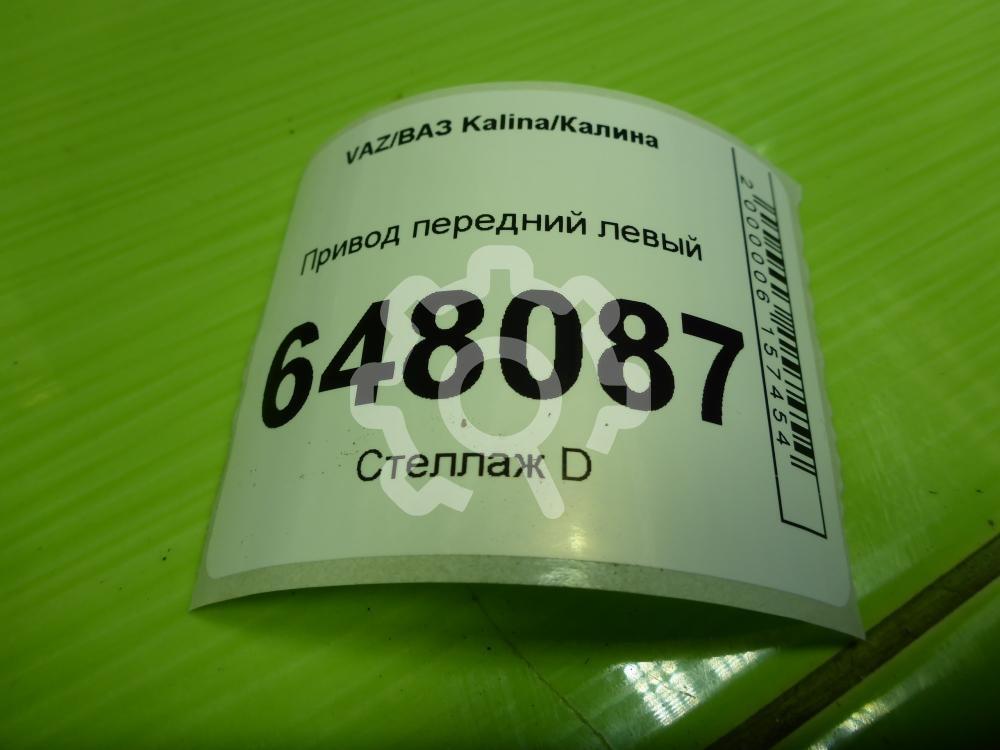 VAZ/ВАЗ Kalina/Калина
Привод передний левый
648087
Стеллаж D
2000006157454